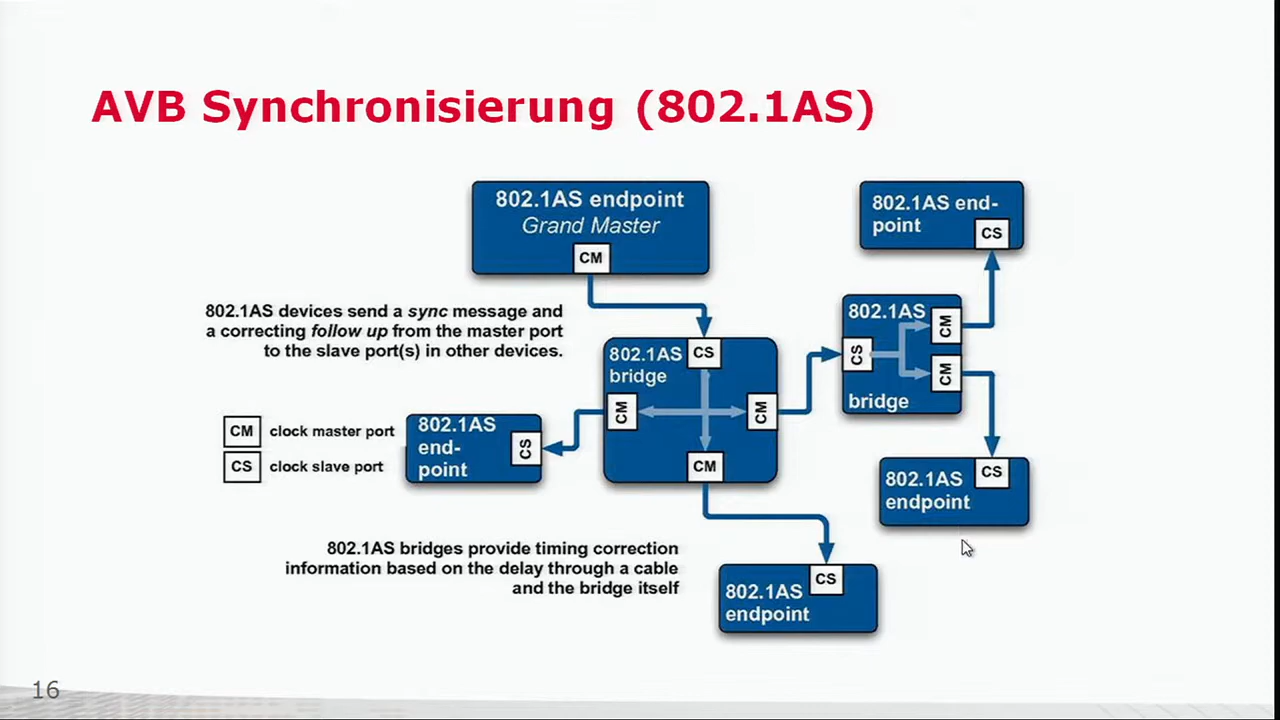 AVB Synchronisierung (802.1AS)
802.1AS endpoint
Grand Master
CM
802.1AS end-
point
CS
802.1AS devices send a sync message and
a correcting follow up from the master port
to the slave port(s) in other devices.
802.1AS
bridge
CS
CM
CM
CM
802.1AS
CS
CM
CM
bridge
CM clock master port
CS clock slave port
802.1AS
end-
point
CS
802.1AS
endpoint
CS
802.1AS bridges provide timing correction
information based on the delay through a cable
and the bridge itself
802.1AS
endpoint
CS
16